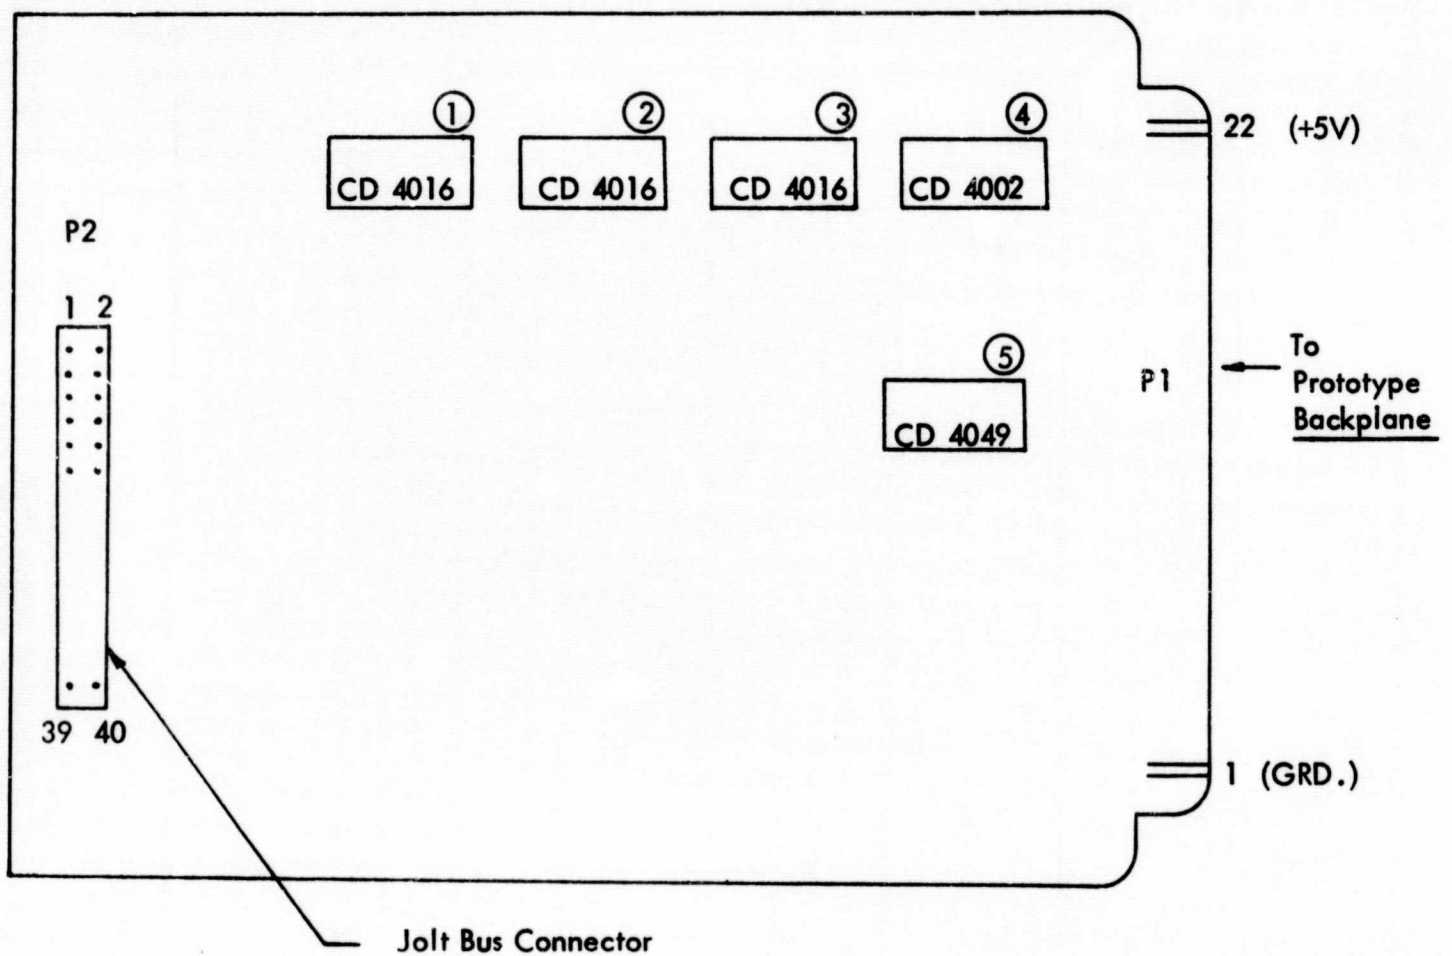 ① ② ③ ④
CD 4016 CD 4016 CD 4016 CD 4002
22 (+5V)
P2
1 2
⑤
CD 4049
P1
To
Prototype
Backplane
39 40
1 (GRD.)
Jolt Bus Connector